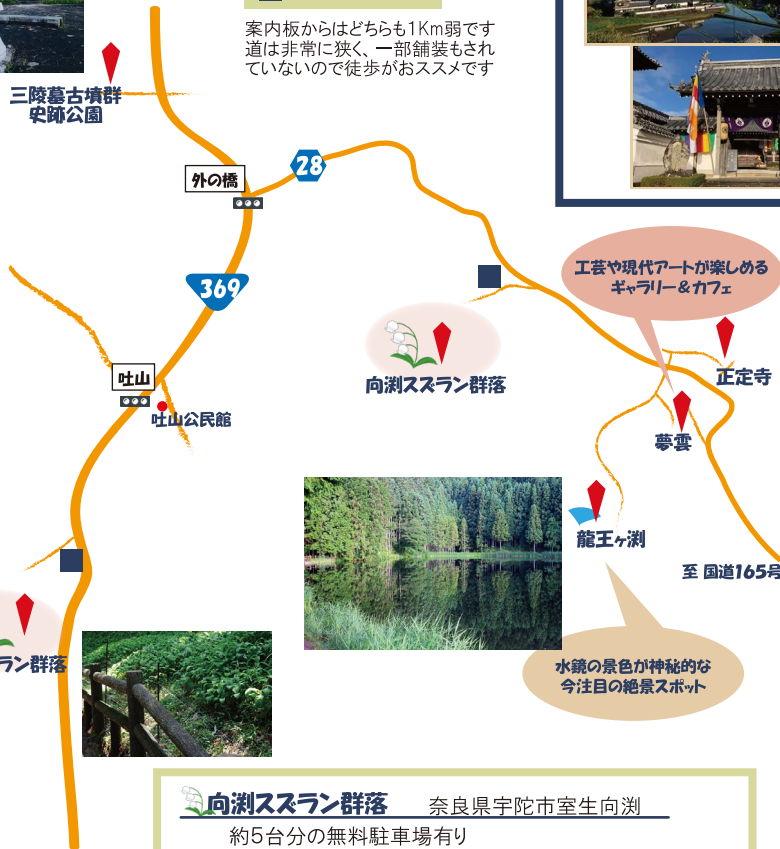 案内板からはどちらも1Km弱です
道は非常に狭く、一部舗装もされ
ていないので徒歩がおススメです
三陵墓古墳群
史跡公園
28
外の橋
工芸や現代アートが楽しめる
ギャラリー&カフェ
369
吐山
向渕スズラン群落
正定寺
吐山公民館
夢雲
龍王ヶ渕
至 国道165号
ラン群落
水鏡の景色が神秘的な
今注目の絶景スポット
向渕スズラン群落 奈良県宇陀市室生向渕
約5台分の無料駐車場有り